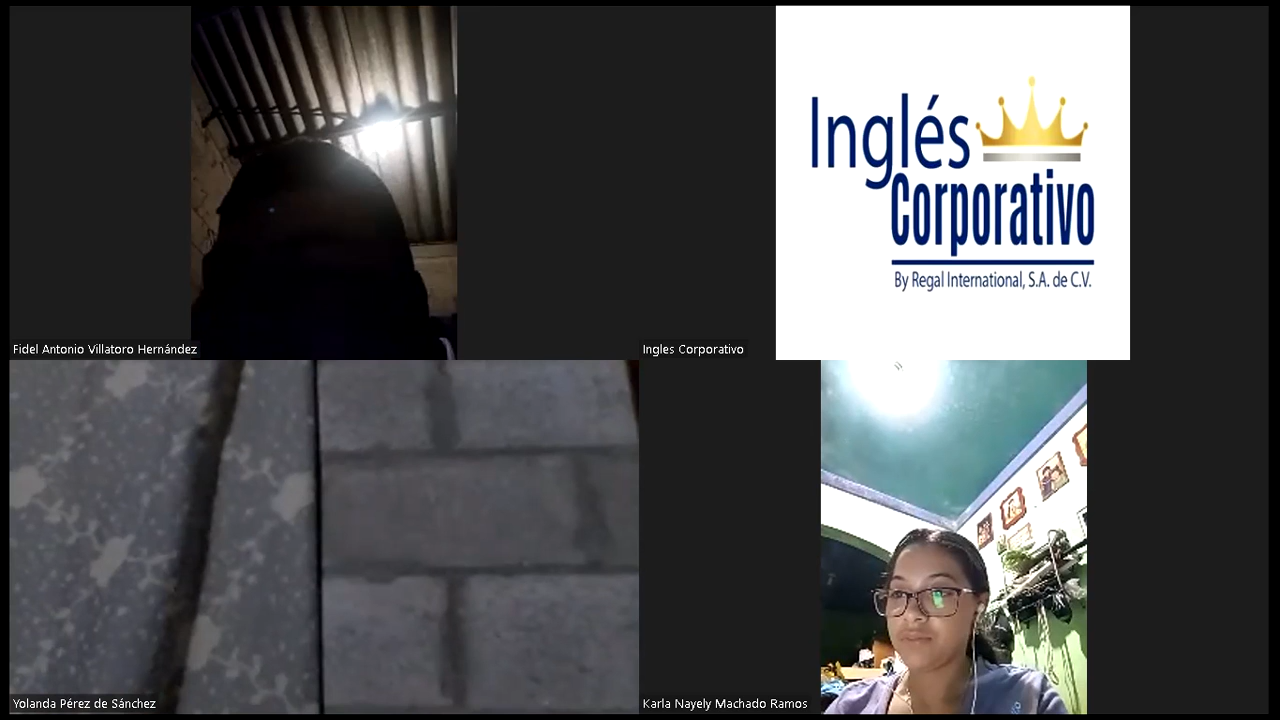 Inglés
Corporativo
By Regal International, S.A. de C.V.
Fidel Antonio Villatoro Hernández
Ingles Corporativo
Yolanda Pérez de Sánchez
Karla Nayely Machado Ramos